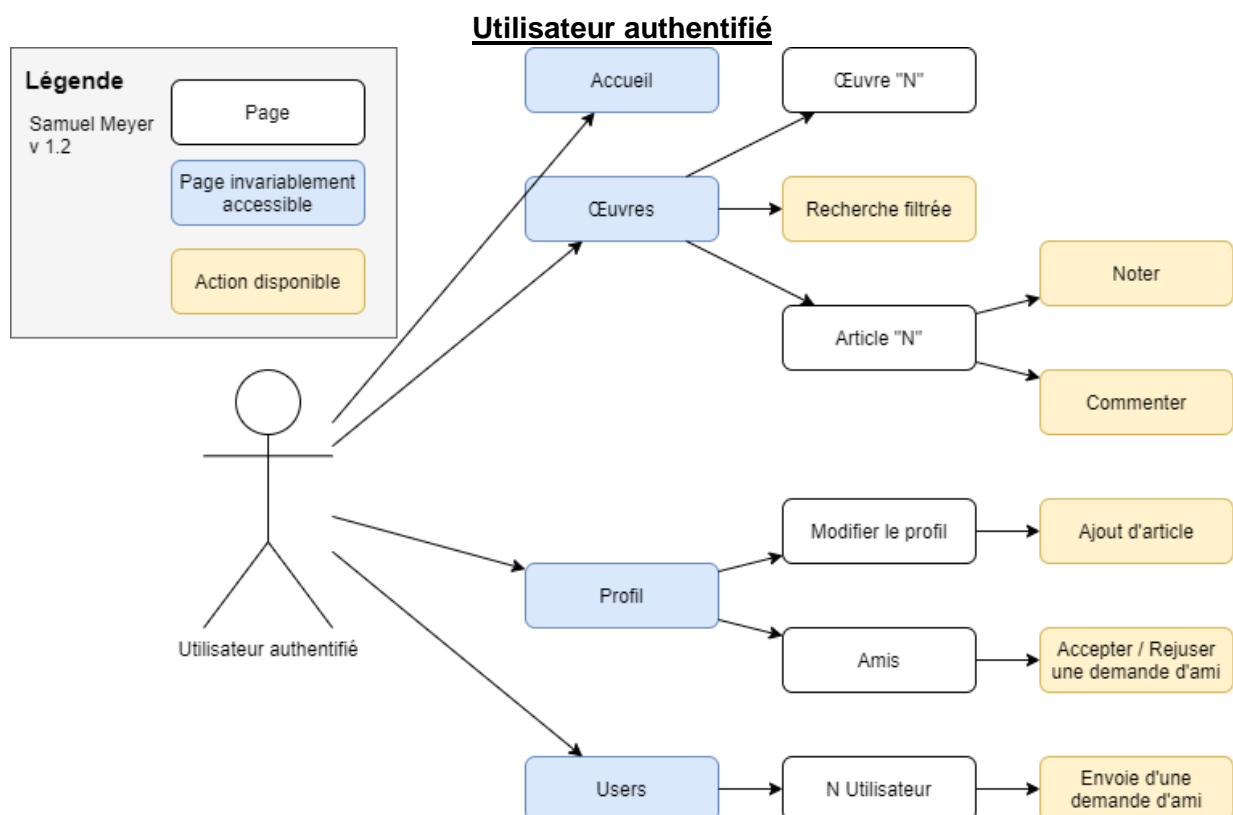 Utilisateur authentifié
Légende
Samuel Meyer
v 1.2
Page
Page invariablement
accessible
Action disponible
Accueil
Œuvre "N"
Œuvres
Recherche filtrée
Article "N"
Noter
Commenter
Utilisateur authentifié
Profil
Modifier le profil
Ajout d'article
Amis
Accepter / Rejuser
une demande d'ami
Users
N Utilisateur
Envoie d'une
demande d'ami